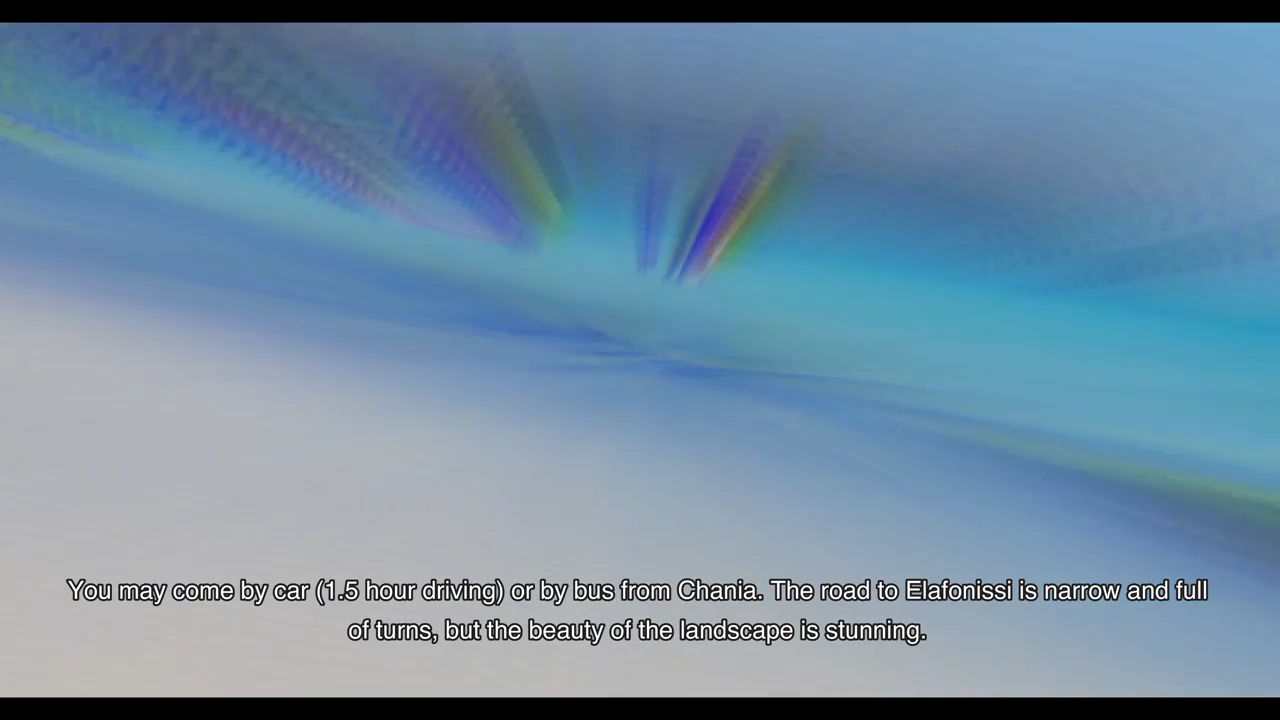 You may come by car (1.5 hour driving) or by bus from Chania. The road to Elafonissi is narrow and full
of turns, but the beauty of the landscape is stunning.